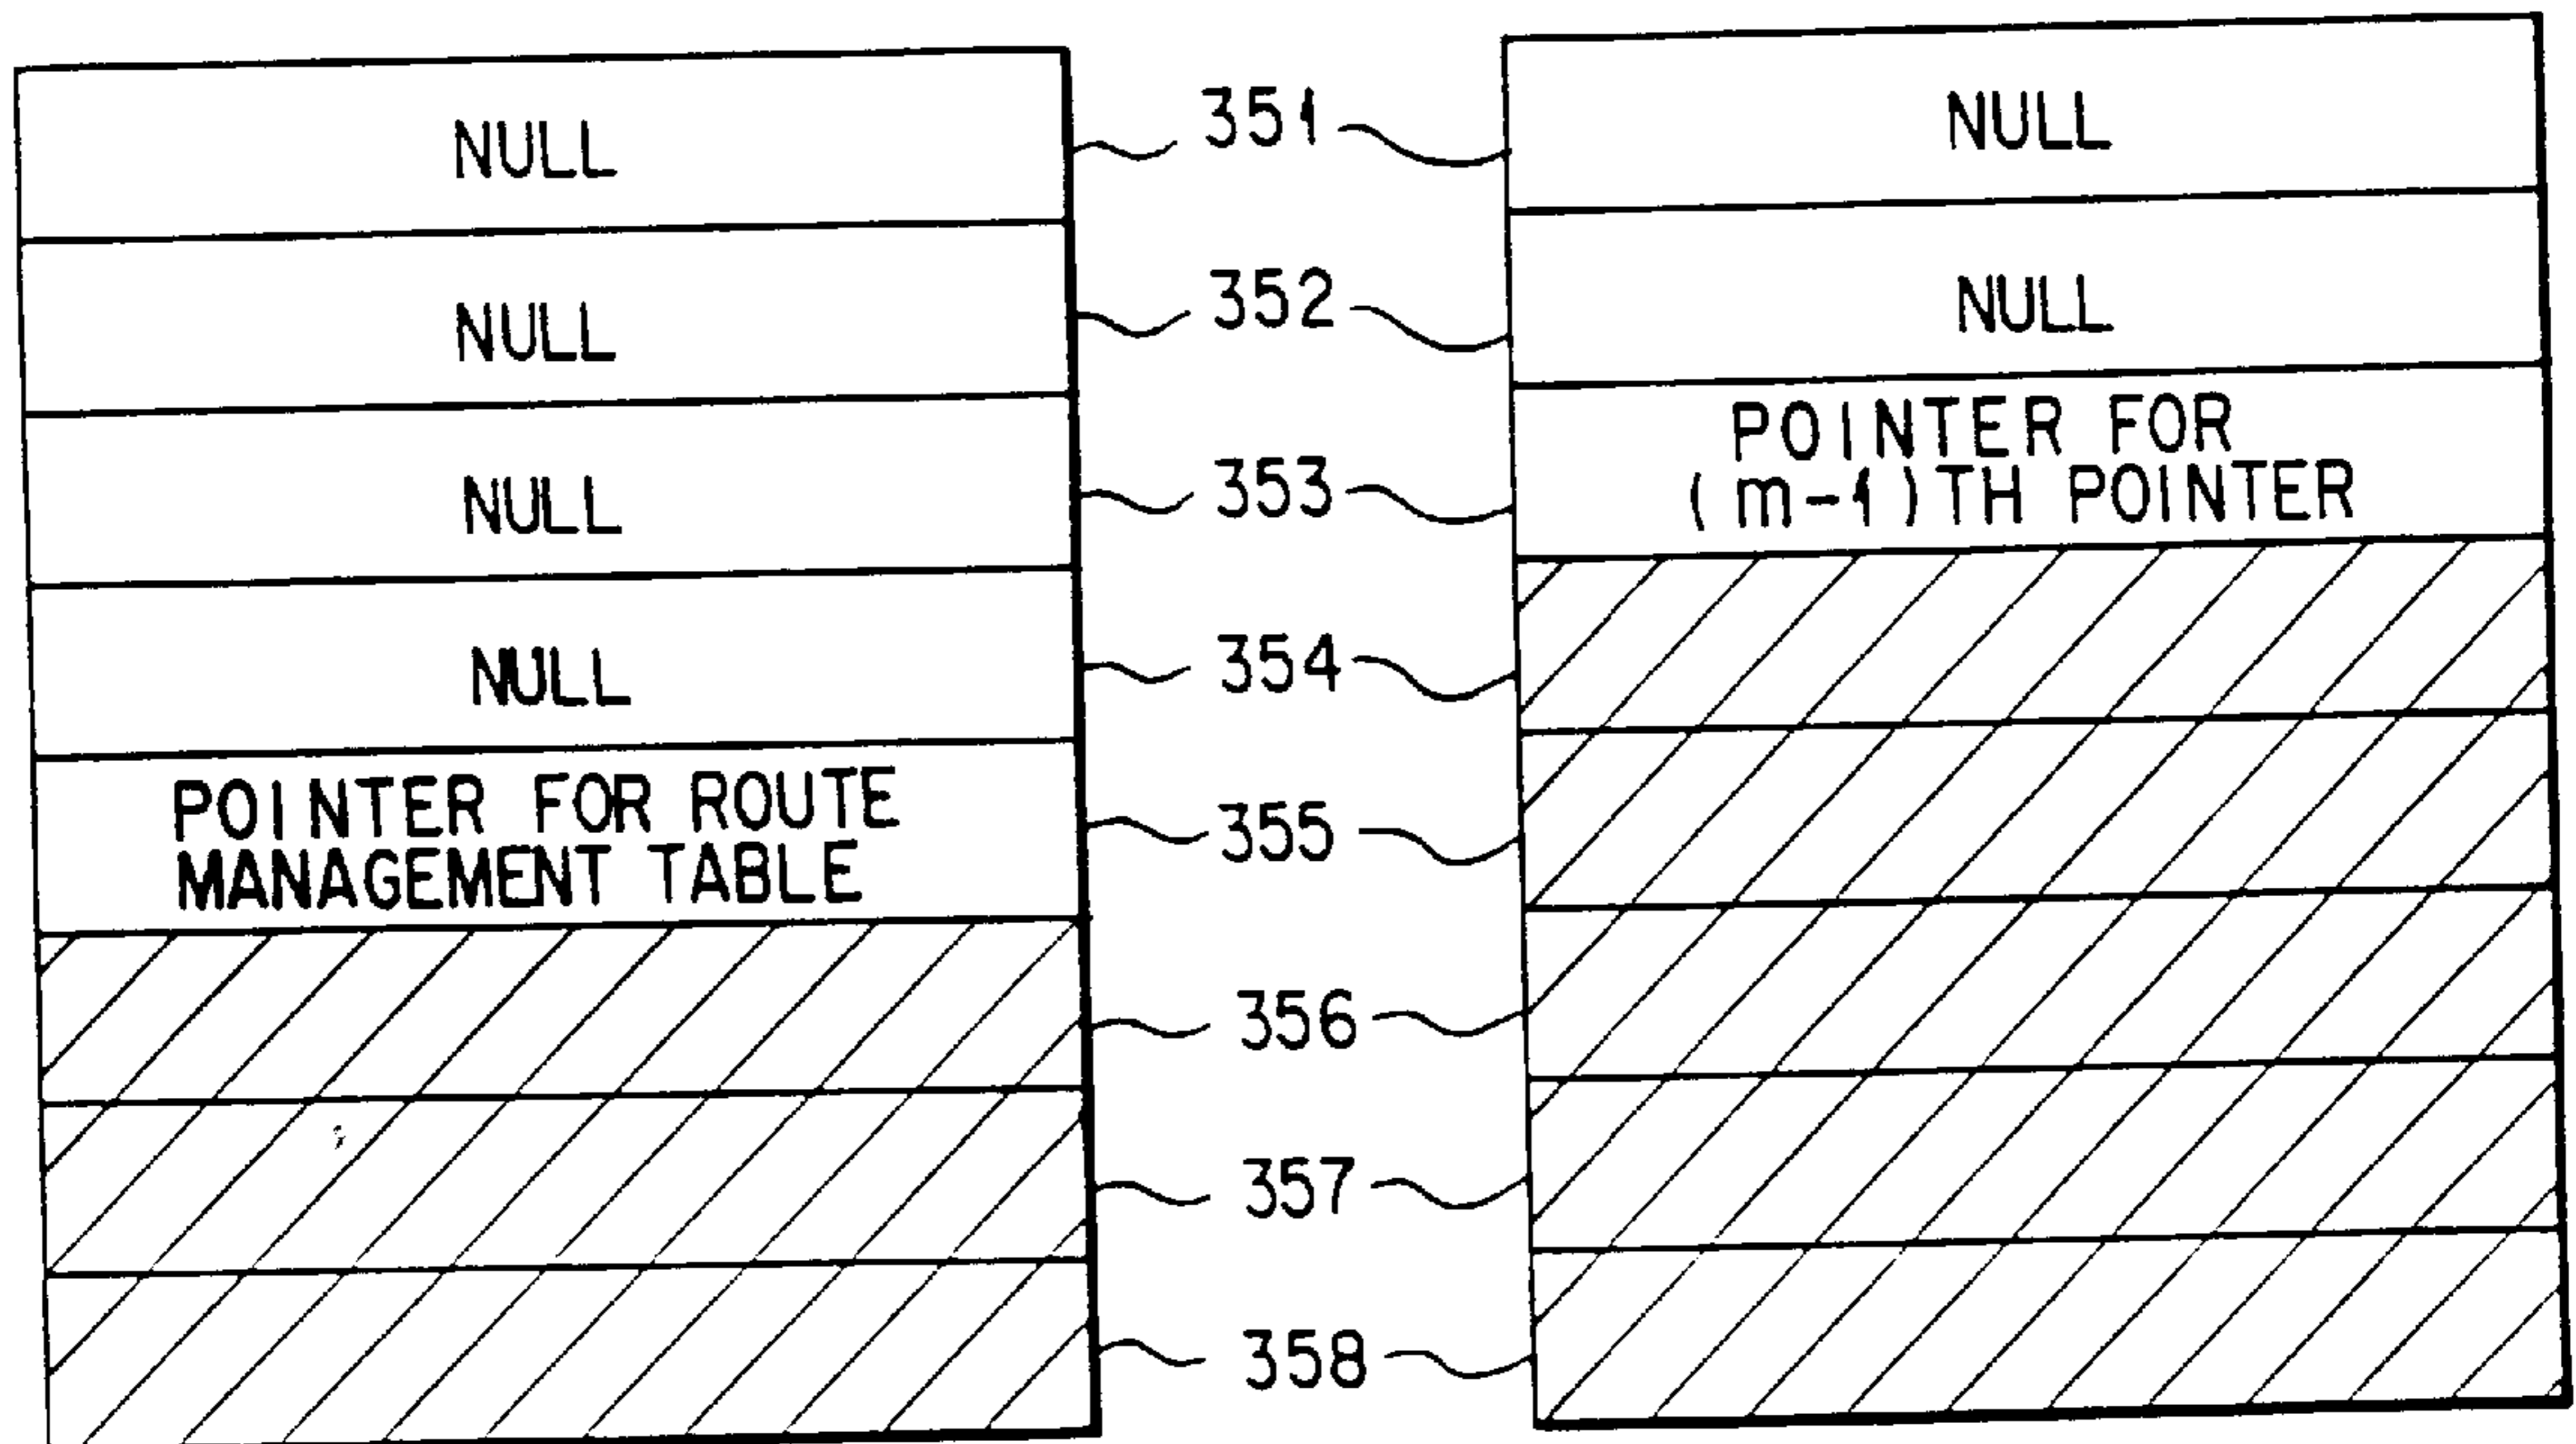 NULL
351
NULL
NULL
352
NULL
NULL
353
POINTER FOR
(m-1)TH POINTER
NULL
354
POINTER FOR ROUTE
MANAGEMENT TABLE
355
356
357
358